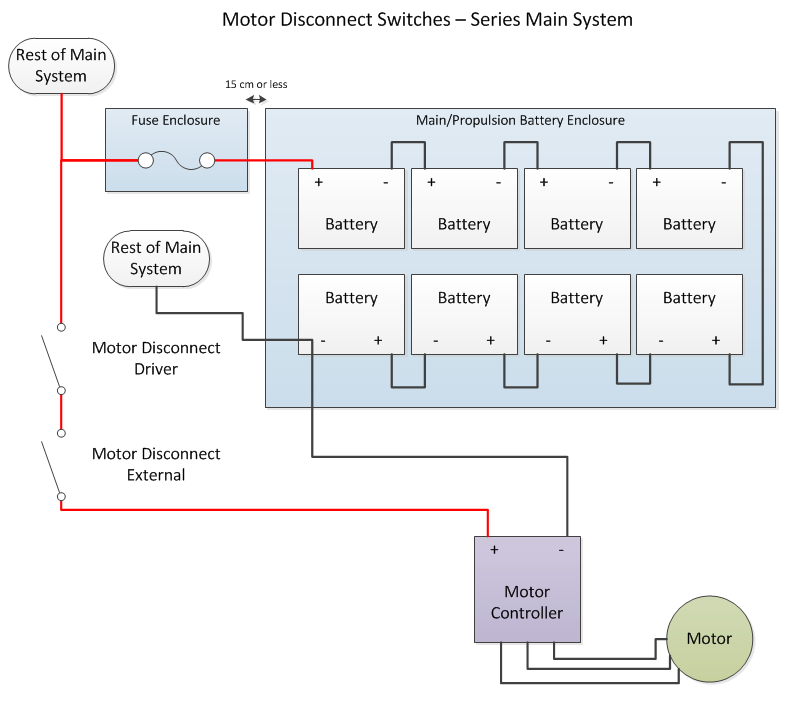 Motor Disconnect Switches – Series Main System
Rest of Main
System
15 cm or less
Fuse Enclosure
Main/Propulsion Battery Enclosure
+ -
+ -
+ -
+ -
Battery
Battery
Battery
Battery
Rest of Main
System
Battery
Battery
Battery
Battery
- +
- +
- +
- +
Motor Disconnect
Driver
Motor Disconnect
External
+ -
Motor
Controller
Motor